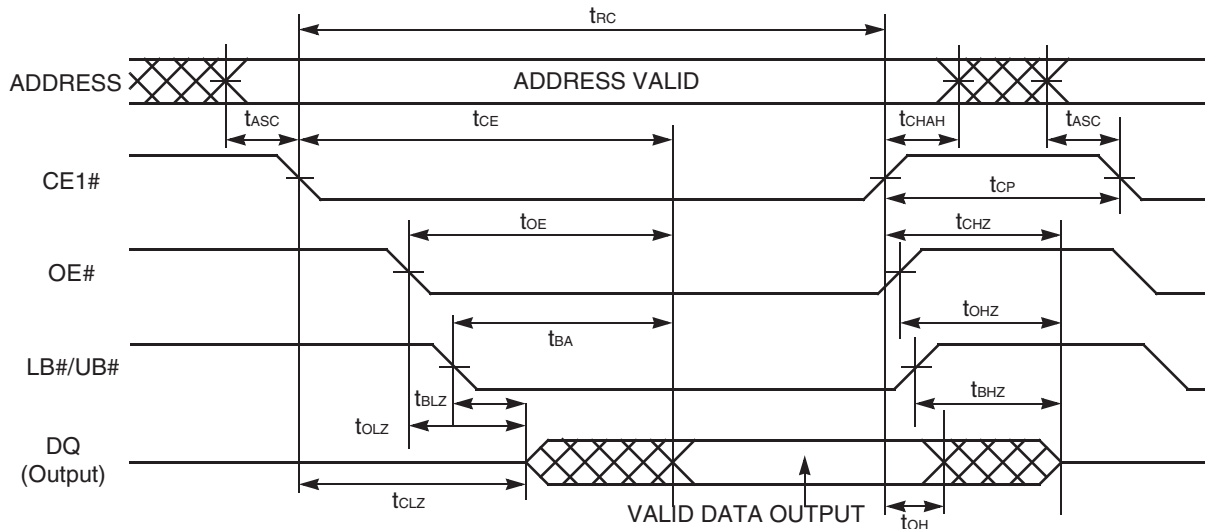 tRC
ADDRESS
ADDRESS VALID
tASC
tCE
tCHAH
tASC
CE1#
tCP
tOE
tCHZ
OE#
tOHZ
tBA
LB#/UB#
tBLZ
tBHZ
tOLZ
DQ
(Output)
tCLZ
VALID DATA OUTPUT
tOH